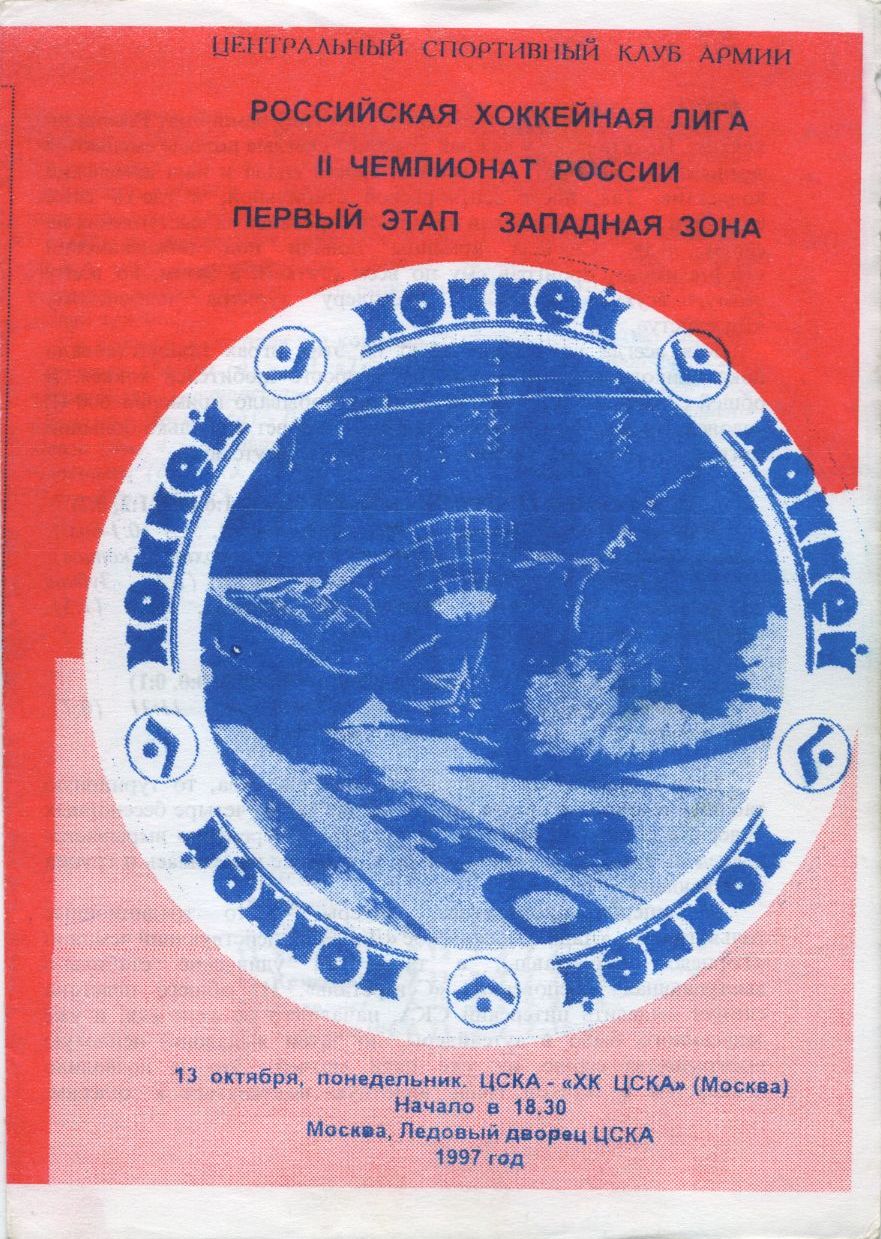 ЦЕНТРАЛЬНЫЙ СПОРТИВНЫЙ КЛУБ АРМИИ
РОССИЙСКАЯ ХОККЕЙНАЯ ЛИГА
II ЧЕМПИОНАТ РОССИИ
ПЕРВЫЙ ЭТАП ЗАПАДНАЯ ЗОНА
ХОККЕЙ
ХОККЕЙ
ХОККЕЙ
ХОККЕЙ
ХОККЕЙ
13 октября, понедельник. ЦСКА - «ХК ЦСКА» (Москва)
Начало в 18.30
Москва, Ледовый дворец ЦСКА
1997 год